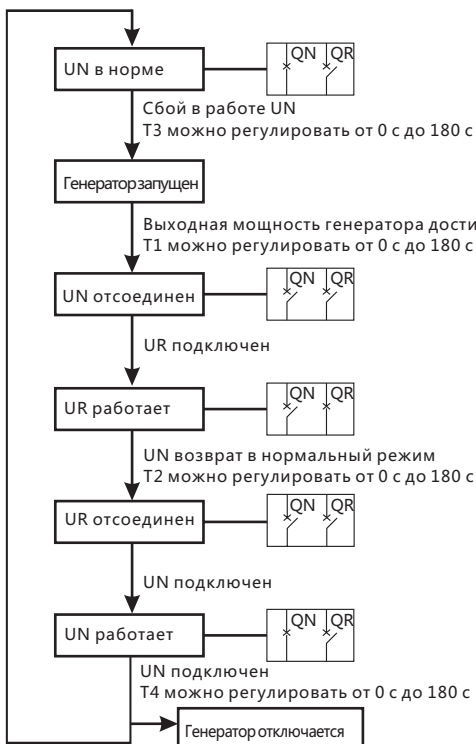 QN QR
UN в норме
Сбой в работе UN
T3 можно регулировать от 0 с до 180 с
Генератор запущен
Выходная мощность генератора дости
T1 можно регулировать от 0 с до 180 с
QN QR
UN отсоединен
UR подключен
QN QR
UR работает
UN возврат в нормальный режим
T2 можно регулировать от 0 с до 180 с
QN QR
UR отсоединен
UN подключен
QN QR
UN работает
UN подключен
T4 можно регулировать от 0 с до 180 с
Генератор отключается